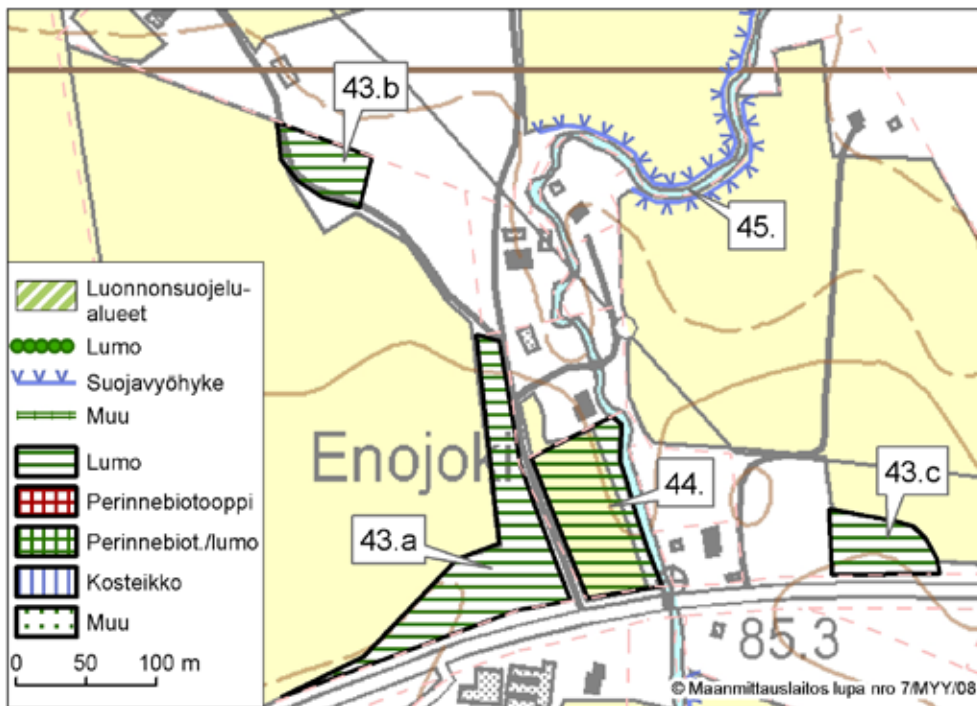 43.b
45.
Luonnonsuojelu-
alueet
Lumo
Suojavyöhyke
Muu
Lumo
Perinnebiotooppi
Perinnebiot./lumo
Kosteikko
Muu
0 50 100 m
Enojoki
43.a
44.
43.c
85.3
© Maanmittauslaitos lupa nro 7/MYY/08